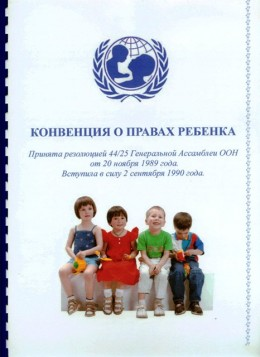 КОНВЕНЦИЯ О ПРАВАХ РЕБЕНКА
Принята резолюцией 44/25 Генеральной Ассамблеи ООН
от 20 ноября 1989 года.
Вступила в силу 2 сентября 1990 года.